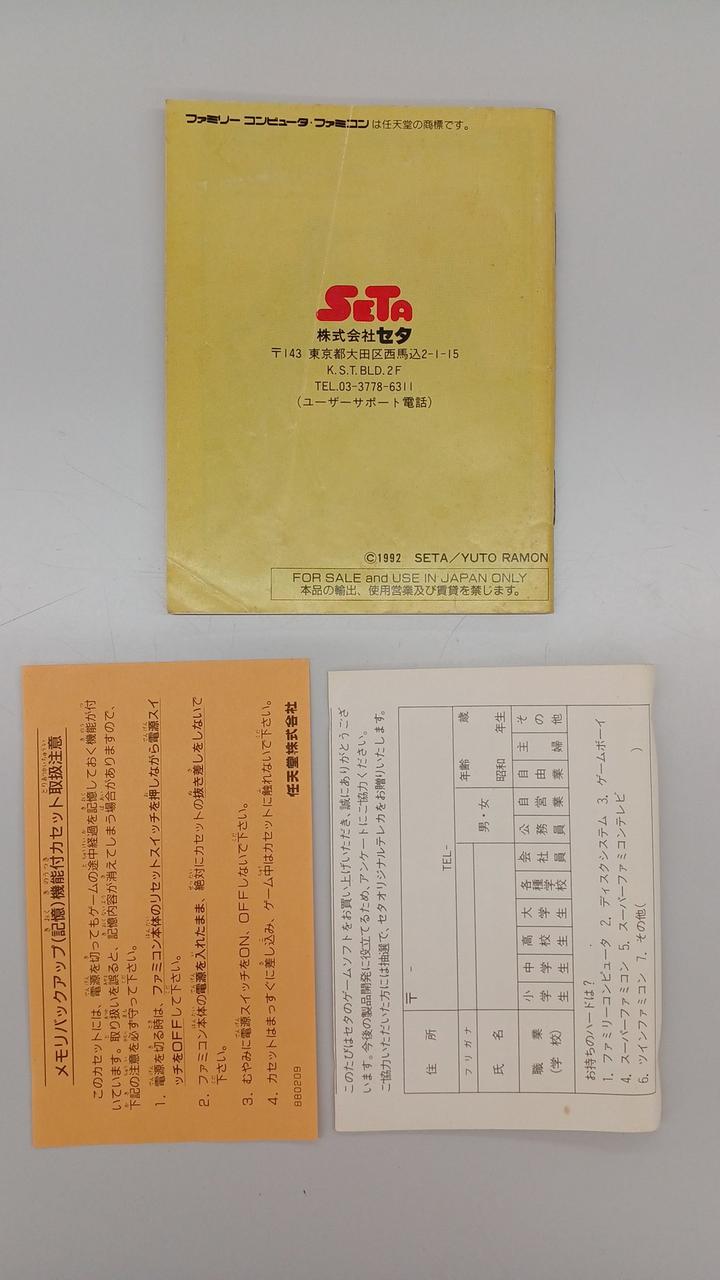 ファミリー コンピュータ・ファミコン は任天堂の商標です。
SETA
株式会社セタ
〒143 東京都大田区西馬込2-1-15
K.S.T.BLD.2F
TEL.03-3778-6311
(ユーザーサポート電話)
©1992 SETA/YUTO RAMON
FOR SALE and USE IN JAPAN ONLY
本品の輸出、使用営業及び賃貸を禁じます。
メモリバックアップ(記憶)機能付カセット取扱注意
このカセットには、電源を切ってもゲームの途中経過を記憶しておく機能が付
いています。取り扱いを誤ると、記憶内容が消えてしまう場合がありますので、
下記の注意を必ず守って下さい。
1. 電源を切る時は、ファミコン本体のリセットスイッチを押しながら電源スイ
ッチをOFFして下さい。
2. ファミコン本体の電源を入れたまま、絶対にカセットの抜き差しをしないで
下さい。
3. むやみに電源スイッチをON、OFFしないで下さい。
4. カセットはまっすぐに差し込み、ゲーム中はカセットに触れないで下さい。
880209
任天堂株式会社
このたびはセタのゲームソフトをお買い上げいただき、誠にありがとうござ
います。今後の製品開発に役立てるため、アンケートにご協力ください。
ご協力いただいた方には抽選で、セタオリジナルテレカをお贈りいたします。
住所
〒 -
TEL-
フリガナ
氏名
男・女
年齢 歳
昭和 年生
職業(学校)
小学生
中学生
高校生
大学生
各種学校
会社員
公務員
自営業
自由業
主婦
その他
お持ちのハードは?
1. ファミリーコンピュータ 2. ディスクシステム 3. ゲームボーイ
4. スーパーファミコン 5. スーパーファミコンテレビ
6. ツインファミコン 7. その他( )